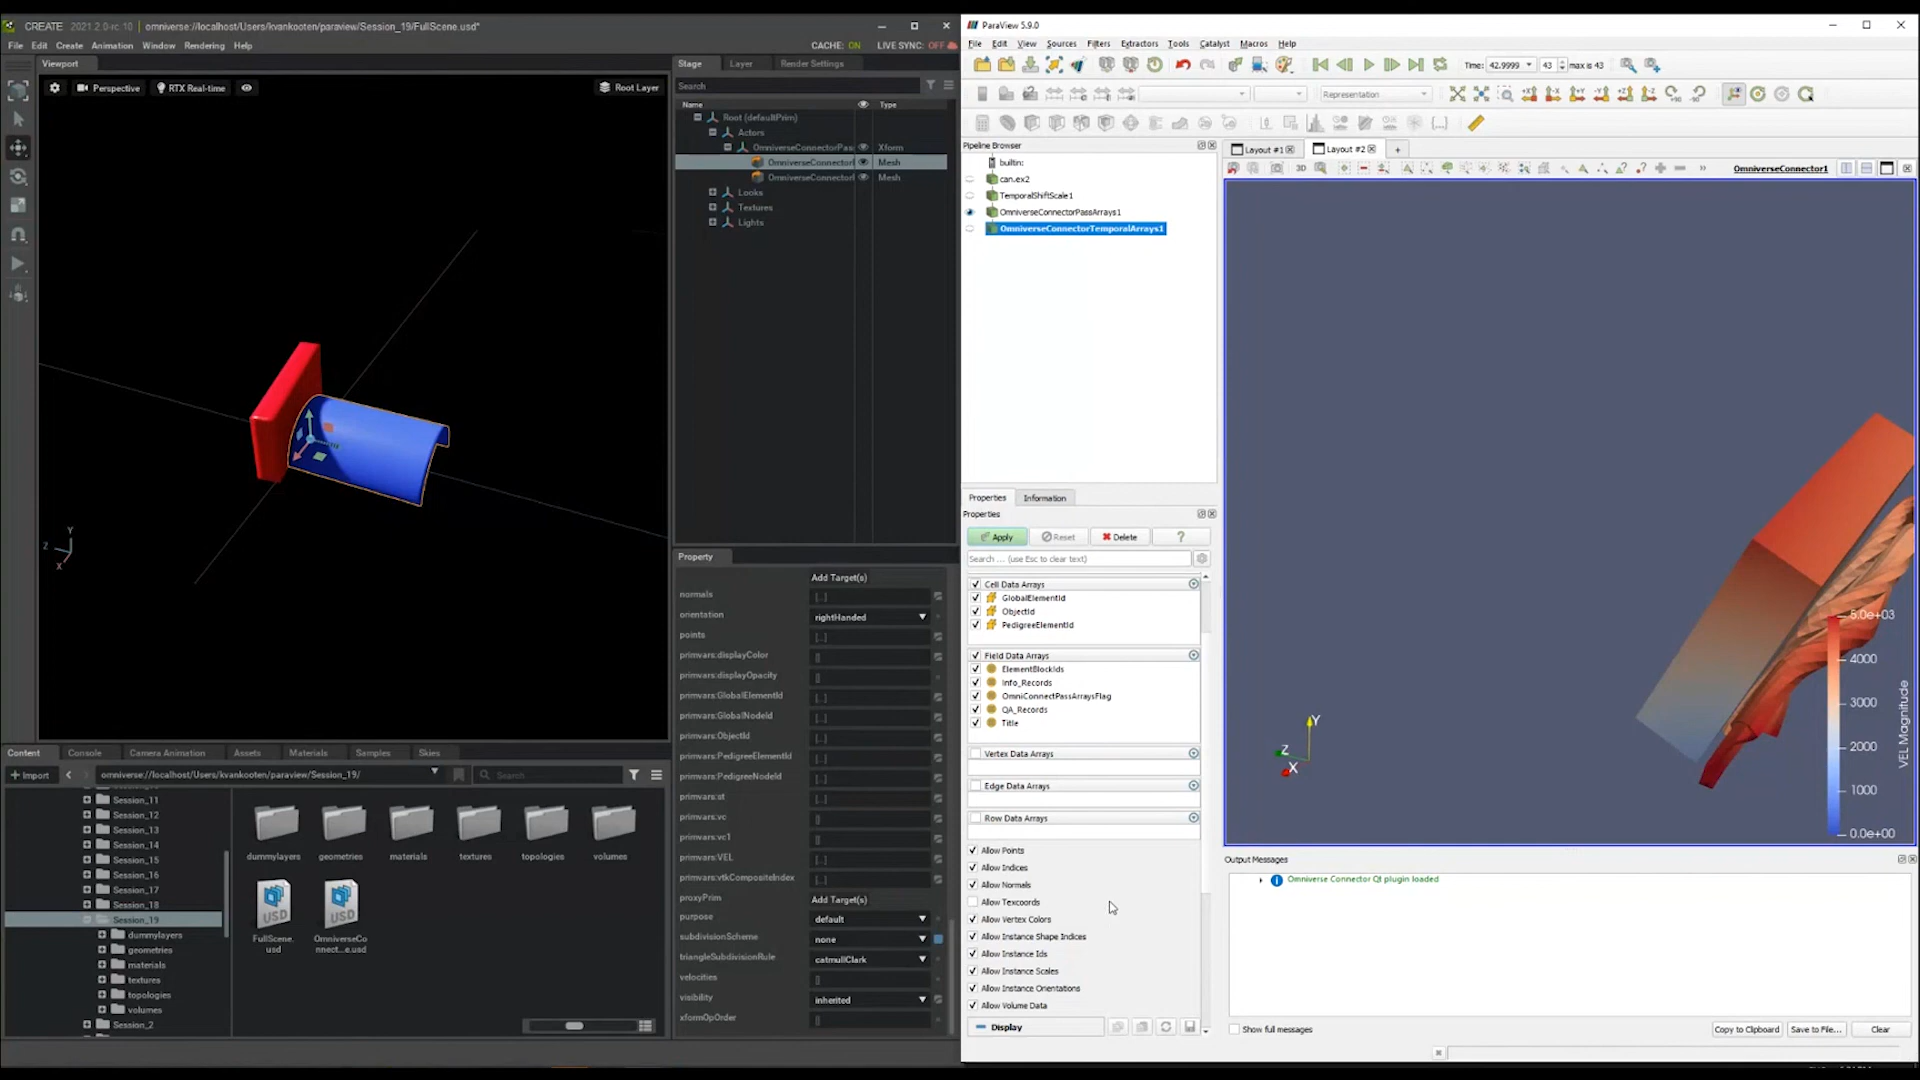 CREATE 2021.2.0-rc.10 omniverse://localhost/Users/kvankooten/paraview/Session_19/FullScene.usd*
File Edit Create Animation Window Rendering Help
CACHE: ON LIVE SYNC: OFF
Viewport
Perspective RTX Real-time Root Layer
Y
Z
X
Stage Layer Render Settings
Search
Name Type
Root (defaultPrim)
Actors
OmniverseConnectorPas Xform
OmniverseConnectorl Mesh
OmniverseConnectorl Mesh
Looks
Textures
Lights
Property
Add Target(s)
normals [...]
orientation rightHanded
points [...]
primvars:displayColor []
primvars:displayOpacity []
primvars:GlobalElementId [...]
primvars:GlobalNodeId [...]
primvars:ObjectId [...]
primvars:PedigreeElementId [...]
primvars:PedigreeNodeId [...]
primvars:st [...]
primvars:vc []
primvars:vc1 []
primvars:VEL [...]
primvars:vtkCompositeIndex [...]
proxyPrim Add Target(s)
purpose default
subdivisionScheme none
triangleSubdivisionRule catmullClark
velocities []
visibility inherited
xformOpOrder []
Content Console Camera Animation Assets Materials Samples Skies
+ Import omniverse://localhost/Users/kvankooten/paraview/Session_19/ Search
Session_11
Session_12
Session_13
Session_14
Session_15
Session_16
Session_17
Session_18
Session_19
dummylayers
geometries
materials
textures
topologies
volumes
Session_2
dummylayers geometries materials textures topologies volumes
USD USD
FullScene.
usd
OmniverseCo
nnect...e.usd
ParaView 5.9.0
File Edit View Sources Filters Extractors Tools Catalyst Macros Help
Time: 42.9999 43 max is 43
Representation
Pipeline Browser
builtin:
can.ex2
TemporalShiftScale1
OmniverseConnectorPassArrays1
OmniverseConnectorTemporalArrays1
Properties Information
Properties
Apply Reset Delete ?
Search ... (use Esc to clear text)
Cell Data Arrays
GlobalElementId
ObjectId
PedigreeElementId
Field Data Arrays
ElementBlockIds
Info_Records
OmniConnectPassArraysFlag
QA_Records
Title
Vertex Data Arrays
Edge Data Arrays
Row Data Arrays
Allow Points
Allow Indices
Allow Normals
Allow Texcoords
Allow Vertex Colors
Allow Instance Shape Indices
Allow Instance Ids
Allow Instance Scales
Allow Instance Orientations
Allow Volume Data
Display
Layout #1 Layout #2 +
3D OmniverseConnector1
5.0e+03
4000
3000
2000
1000
0.0e+00
VEL Magnitude
Y
Z
X
Output Messages
Omniverse Connector Qt plugin loaded
Show full messages Copy to Clipboard Save to File... Clear